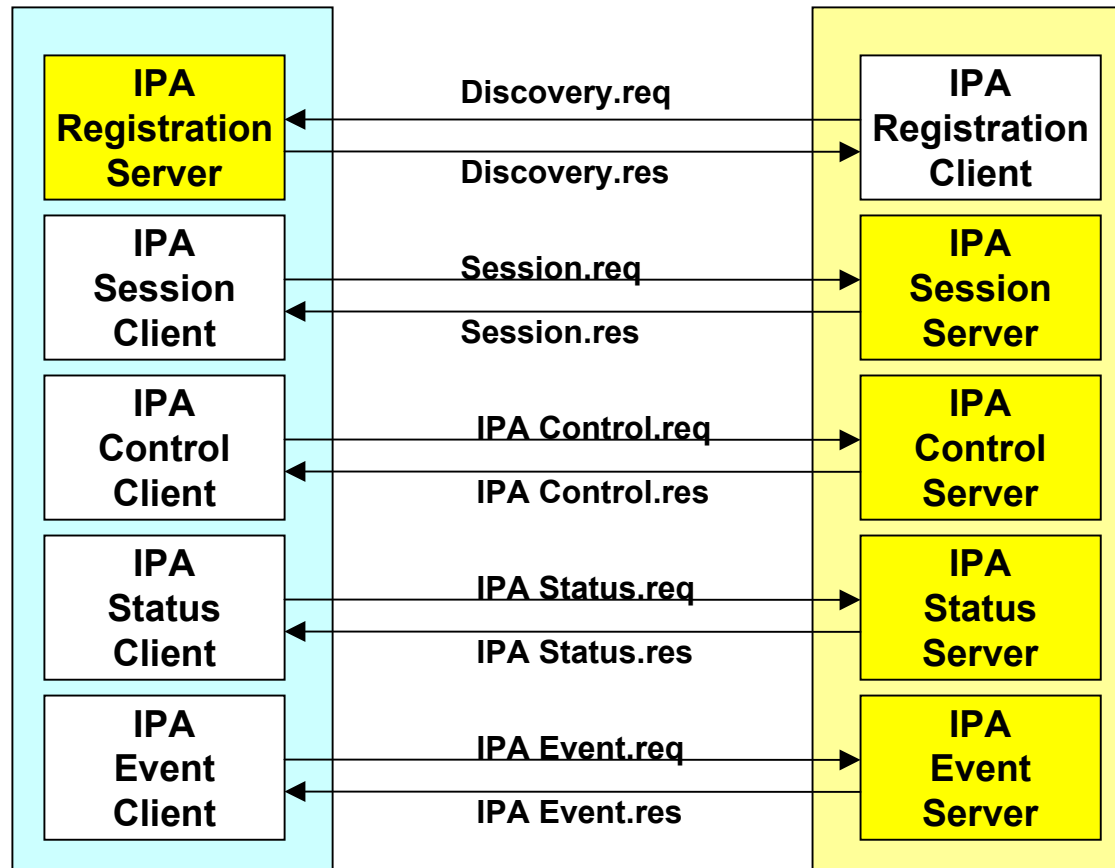 IPA
Registration
Server
Discovery.req
Discovery.res
IPA
Registration
Client
IPA
Session
Client
Session.req
Session.res
IPA
Session
Server
IPA
Control
Client
IPA Control.req
IPA Control.res
IPA
Control
Server
IPA
Status
Client
IPA Status.req
IPA Status.res
IPA
Status
Server
IPA
Event
Client
IPA Event.req
IPA Event.res
IPA
Event
Server